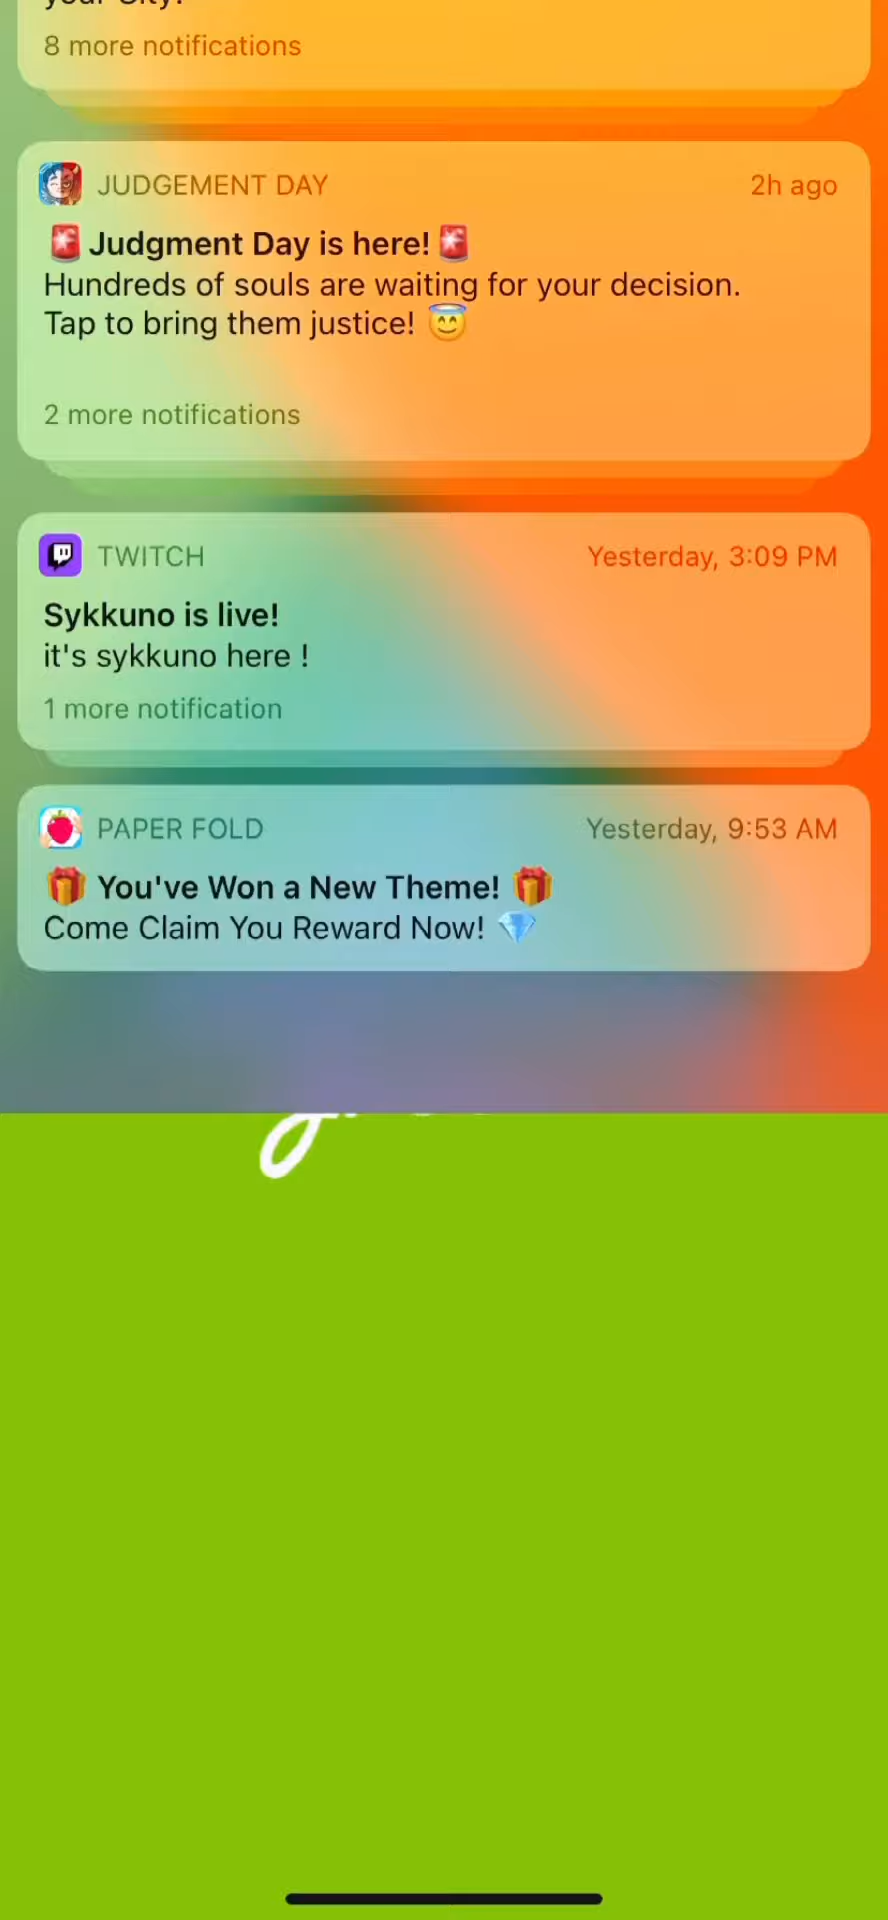 your City!
8 more notifications
JUDGEMENT DAY
2h ago
🚨Judgment Day is here!🚨
Hundreds of souls are waiting for your decision.
Tap to bring them justice! 😇
2 more notifications
TWITCH
Yesterday, 3:09 PM
Sykkuno is live!
it's sykkuno here !
1 more notification
PAPER FOLD
Yesterday, 9:53 AM
🎁 You've Won a New Theme! 🎁
Come Claim You Reward Now! 💎